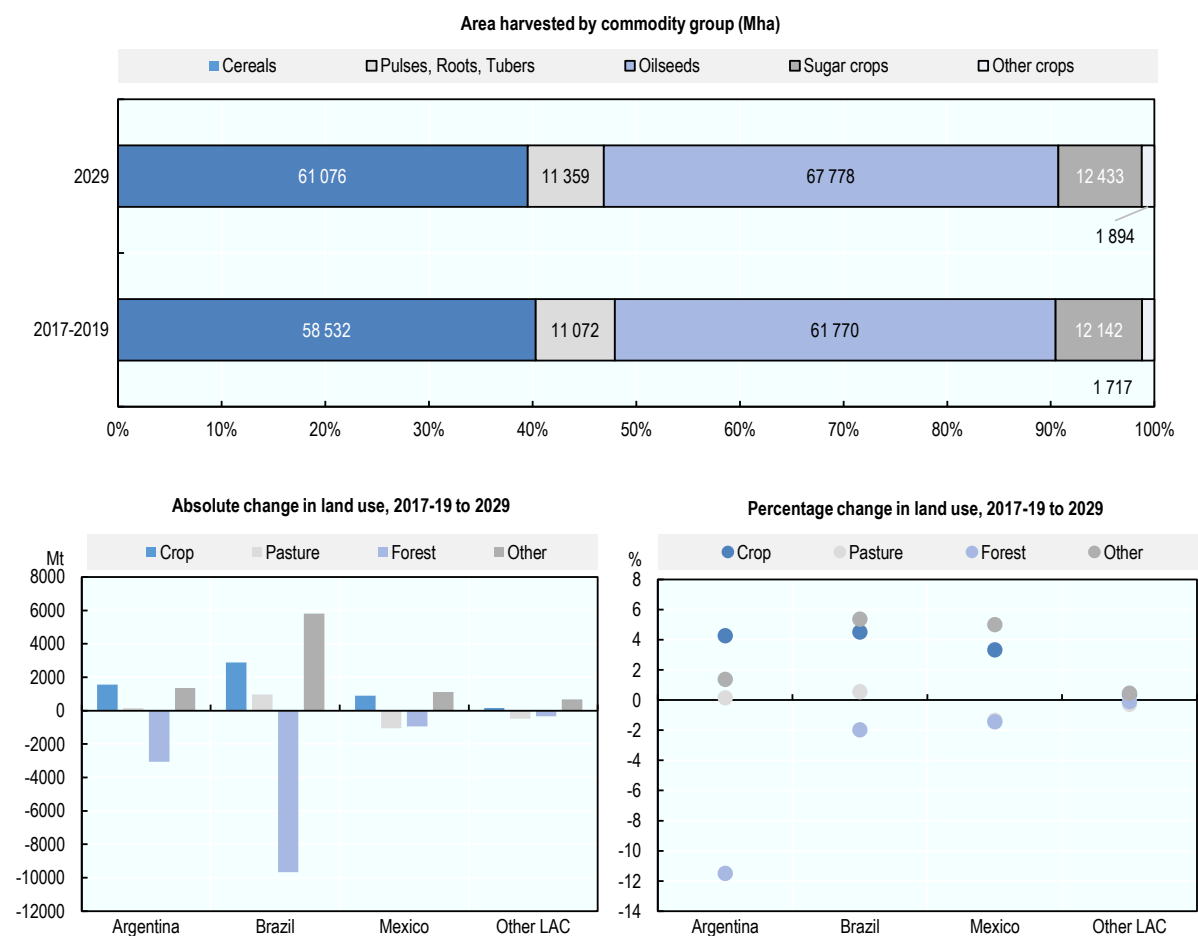 Area harvested by commodity group (Mha)
Cereals Pulses, Roots, Tubers Oilseeds Sugar crops Other crops
2029 61 076 11 359 67 778 12 433
1 894
2017-2019 58 532 11 072 61 770 12 142
1 717
0% 10% 20% 30% 40% 50% 60% 70% 80% 90% 100%
Absolute change in land use, 2017-19 to 2029
Mt
Crop Pasture Forest Other
8000
6000
4000
2000
0
-2000
-4000
-6000
-8000
-10000
-12000
Argentina Brazil Mexico Other LAC
Percentage change in land use, 2017-19 to 2029
%
Crop Pasture Forest Other
8
6
4
2
0
-2
-4
-6
-8
-10
-12
-14
Argentina Brazil Mexico Other LAC